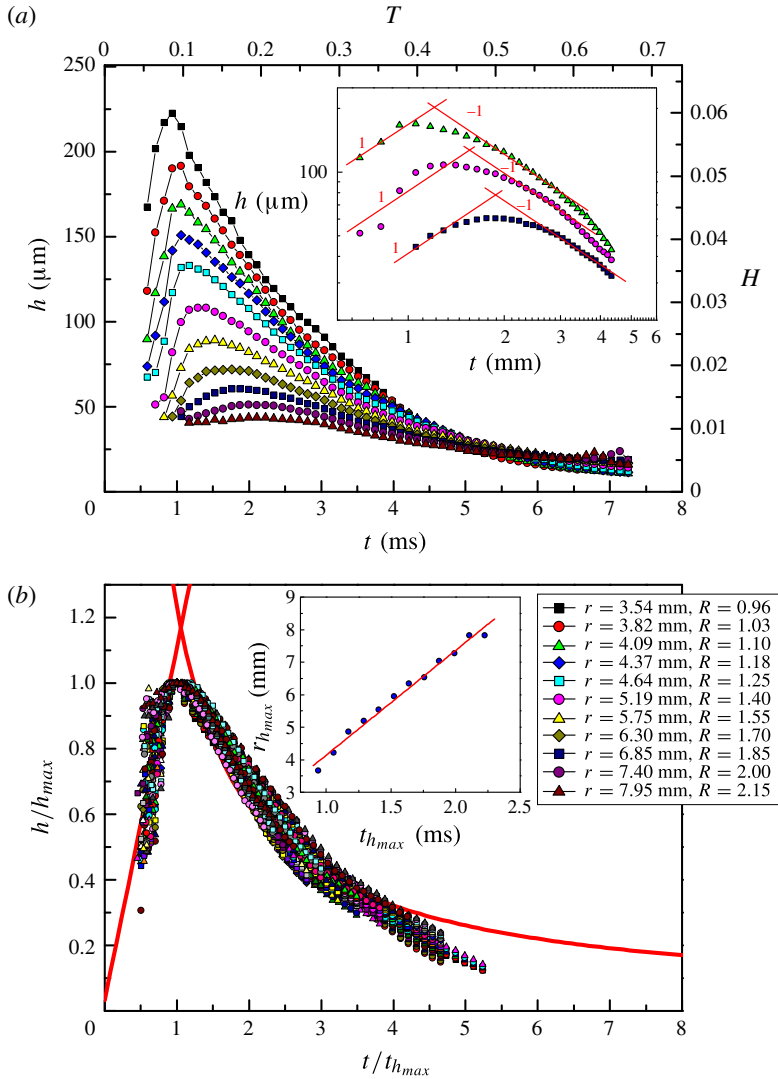 (a)
T
0 0.1 0.2 0.3 0.4 0.5 0.6 0.7
250
200
150
100
50
0
h (μm)
0.06
0.05
0.04
0.03
0.02
0.01
0
H
h (μm)
100
1 −1
1 −1
1 −1
1 2 3 4 5 6
t (mm)
1 2 3 4 5 6 7 8
t (ms)
(b)
1.2
1.0
0.8
0.6
0.4
0.2
0
h/h_max
9
8
7
6
5
4
3
r_h_max (mm)
1.0 1.5 2.0 2.5
t_h_max (ms)
r = 3.54 mm, R = 0.96
r = 3.82 mm, R = 1.03
r = 4.09 mm, R = 1.10
r = 4.37 mm, R = 1.18
r = 4.64 mm, R = 1.25
r = 5.19 mm, R = 1.40
r = 5.75 mm, R = 1.55
r = 6.30 mm, R = 1.70
r = 6.85 mm, R = 1.85
r = 7.40 mm, R = 2.00
r = 7.95 mm, R = 2.15
1 2 3 4 5 6 7 8
t/t_h_max